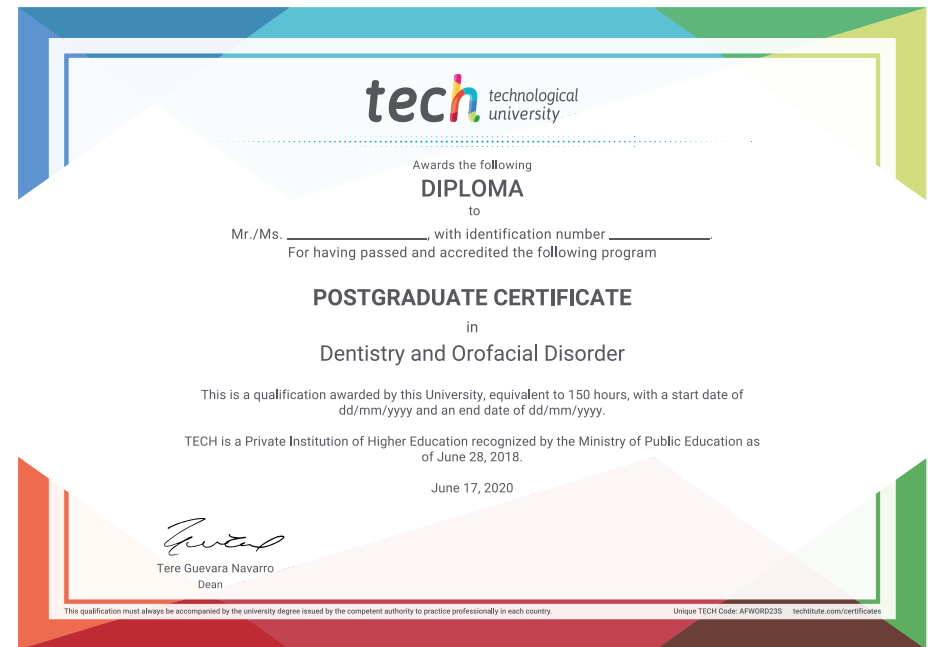 tech technological
university
Awards the following
DIPLOMA
to
Mr./Ms. ____________________, with identification number ______________.
For having passed and accredited the following program
POSTGRADUATE CERTIFICATE
in
Dentistry and Orofacial Disorder
This is a qualification awarded by this University, equivalent to 150 hours, with a start date of
dd/mm/yyyy and an end date of dd/mm/yyyy.
TECH is a Private Institution of Higher Education recognized by the Ministry of Public Education as
of June 28, 2018.
June 17, 2020
Tere Guevara Navarro
Dean
This qualification must always be accompanied by the university degree issued by the competent authority to practice professionally in each country.
Unique TECH Code: AFWORD23S techtitute.com/certificates